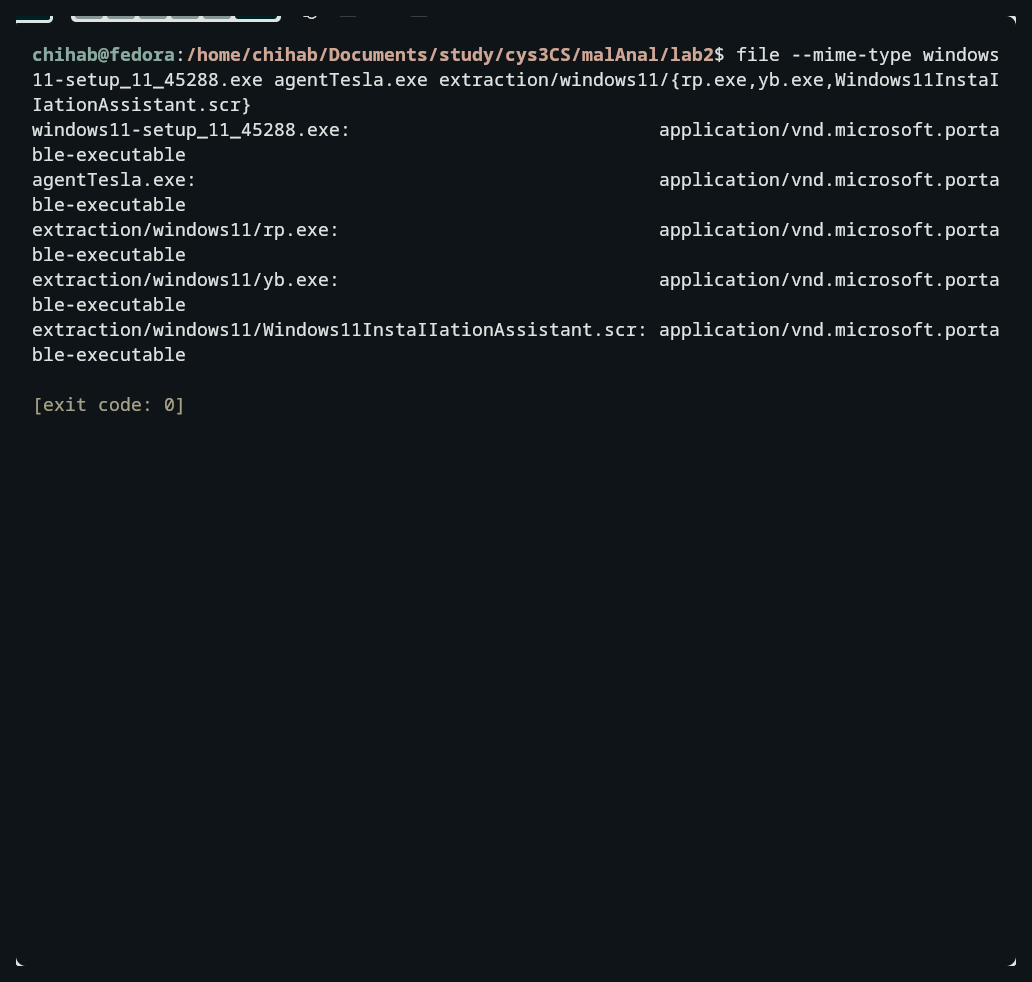 chihab@fedora:/home/chihab/Documents/study/cys3CS/malAnal/lab2$ file --mime-type windows
11-setup_11_45288.exe agentTesla.exe extraction/windows11/{rp.exe,yb.exe,Windows11InstaI
IationAssistant.scr}
windows11-setup_11_45288.exe:                            application/vnd.microsoft.porta
ble-executable
agentTesla.exe:                                          application/vnd.microsoft.porta
ble-executable
extraction/windows11/rp.exe:                             application/vnd.microsoft.porta
ble-executable
extraction/windows11/yb.exe:                             application/vnd.microsoft.porta
ble-executable
extraction/windows11/Windows11InstaIIationAssistant.scr: application/vnd.microsoft.porta
ble-executable
[exit code: 0]